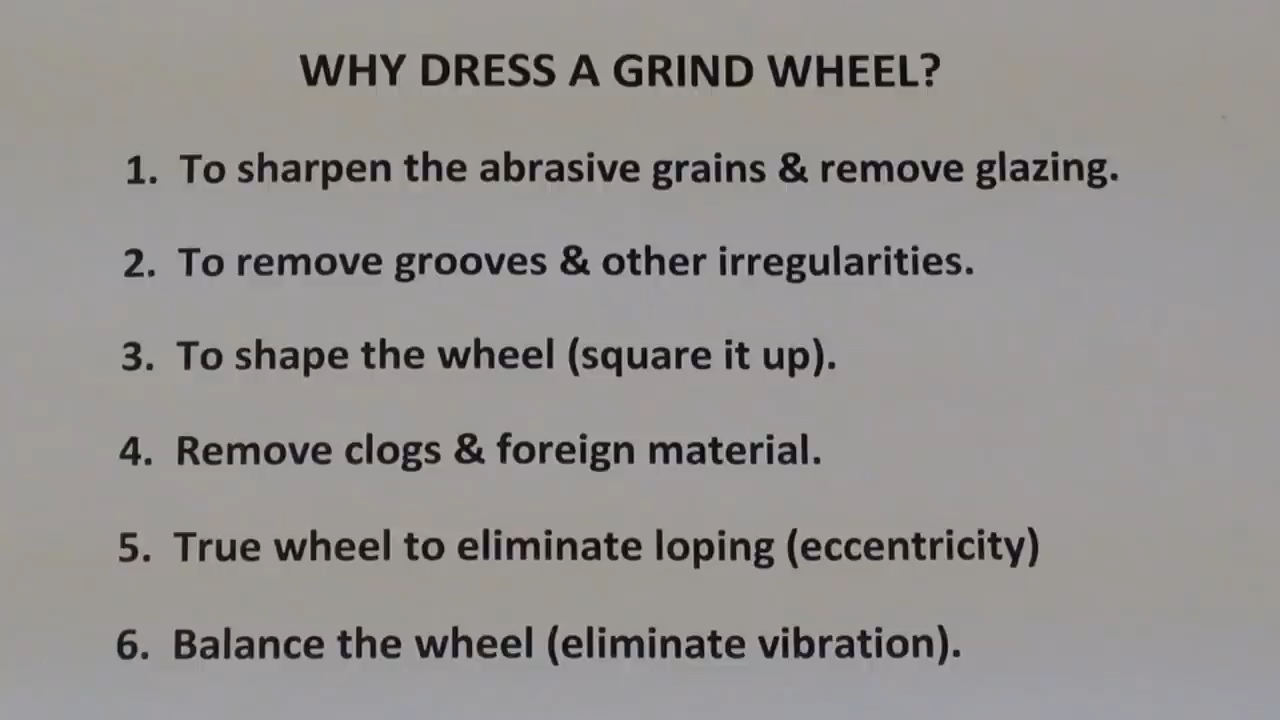 WHY DRESS A GRIND WHEEL?
1. To sharpen the abrasive grains & remove glazing.
2. To remove grooves & other irregularities.
3. To shape the wheel (square it up).
4. Remove clogs & foreign material.
5. True wheel to eliminate loping (eccentricity)
6. Balance the wheel (eliminate vibration).